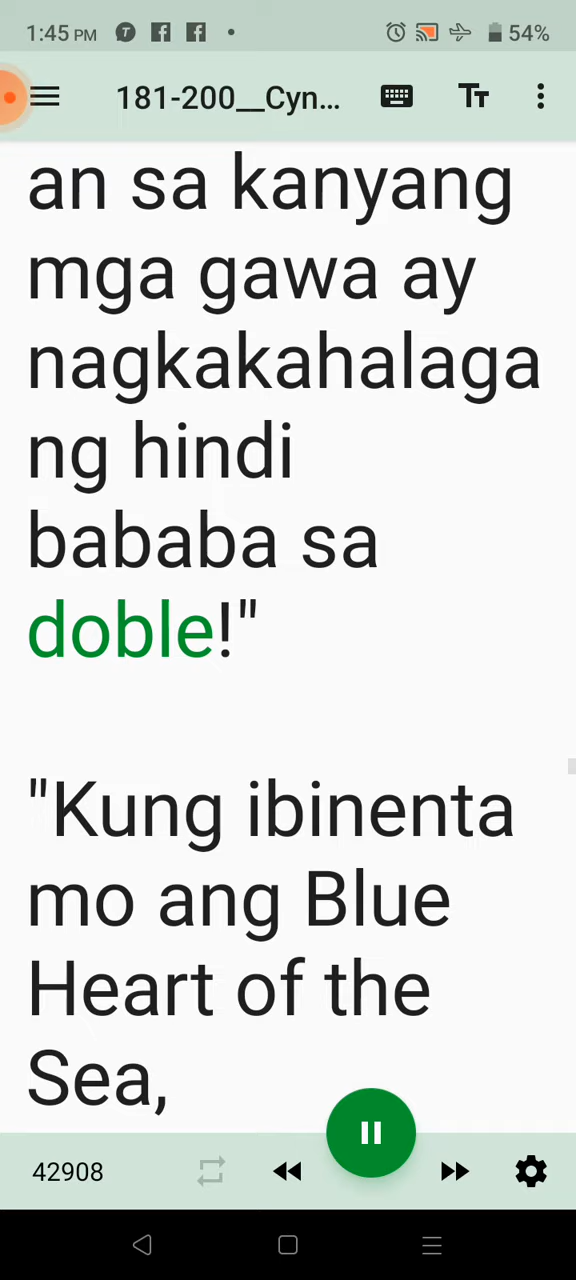 1:45 PM
54%
181-200__Cyn...
an sa kanyang
mga gawa ay
nagkakahalaga
ng hindi
bababa sa
doble!"
"Kung ibinenta
mo ang Blue
Heart of the
Sea,
42908